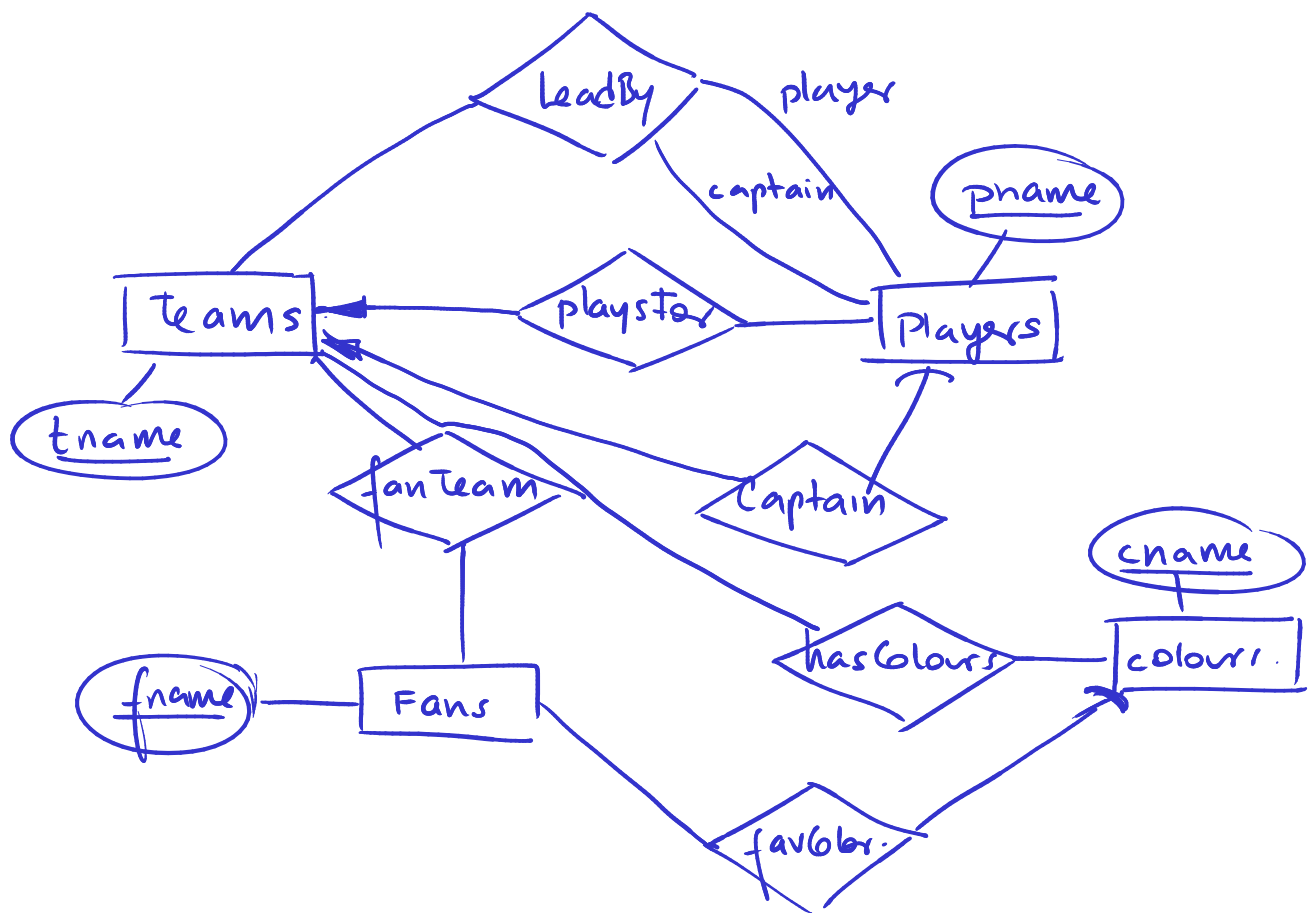 LeadBy
player
captain
pname
teams
playsFor
Players
tname
fanTeam
Captain
cname
hasColours
colours.
fname
Fans
favColor.